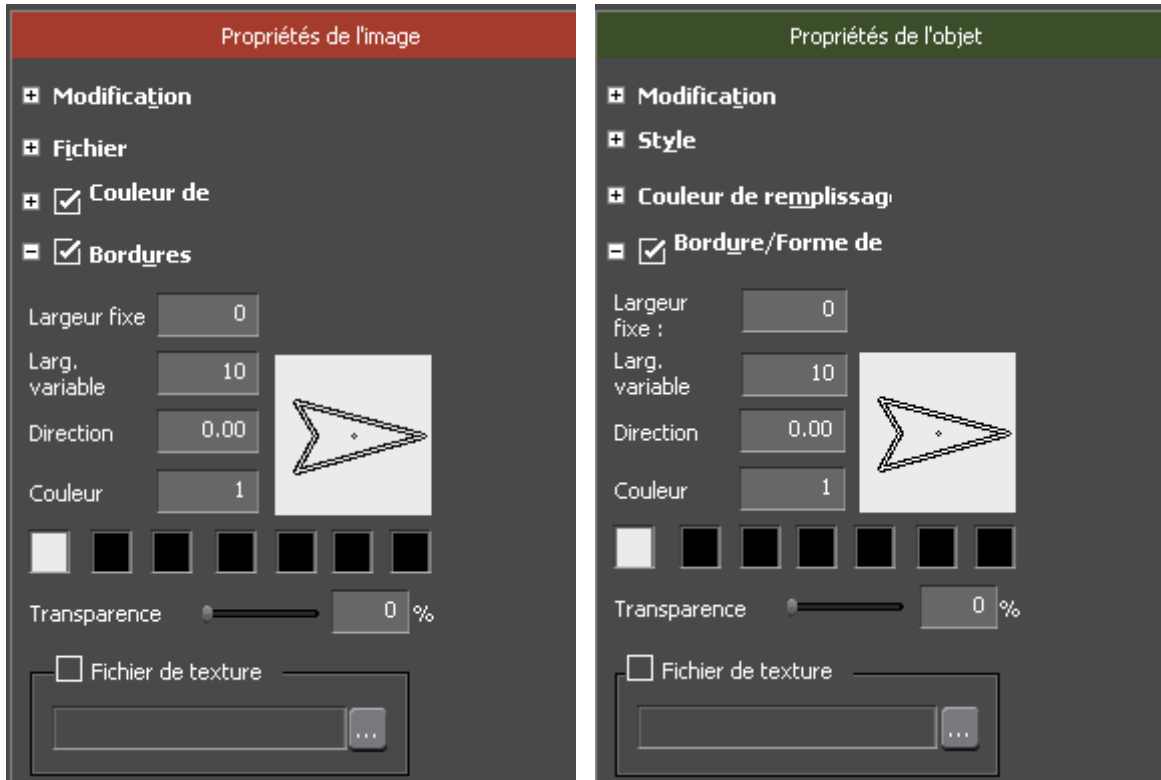 Propriétés de l'image
Modification
Fichier
Couleur de
Bordures
Largeur fixe 0
Larg.
variable 10
Direction 0.00
Couleur 1
Transparence 0 %
Fichier de texture
...
Propriétés de l'objet
Modification
Style
Couleur de remplissag
Bordure/Forme de
Largeur
fixe : 0
Larg.
variable 10
Direction 0.00
Couleur 1
Transparence 0 %
Fichier de texture
...